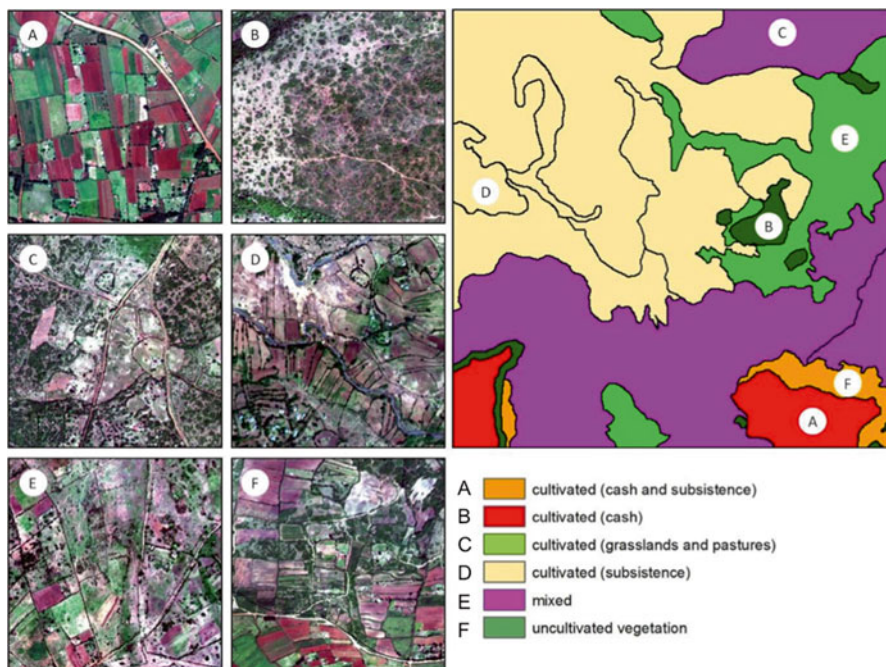 A
B
C
D
E
F
C
E
D
B
F
A
A cultivated (cash and subsistence)
B cultivated (cash)
C cultivated (grasslands and pastures)
D cultivated (subsistence)
E mixed
F uncultivated vegetation